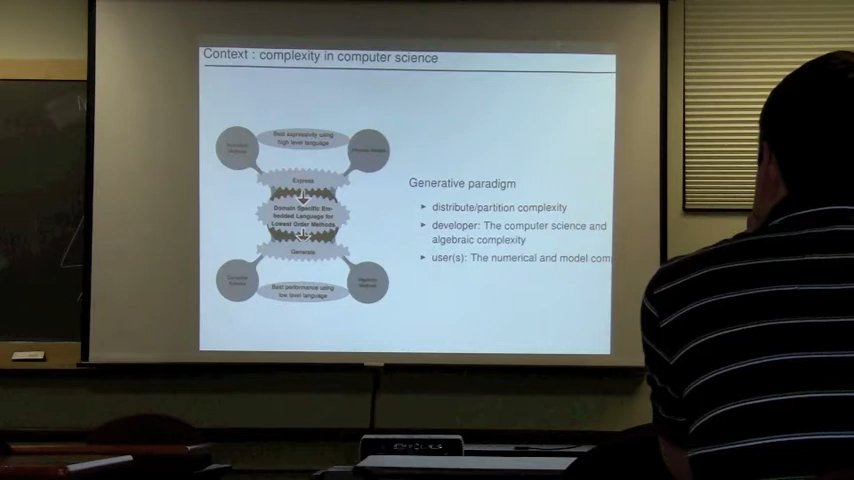 Context : complexity in computer science
Best expressivity using
high level language
Express
Domain Specific Em-
bedded Language for
Lowest Order Methods
Generate
Best performance using
low level language
Generative paradigm
distribute/partition complexity
developer: The computer science and
algebraic complexity
user(s): The numerical and model com